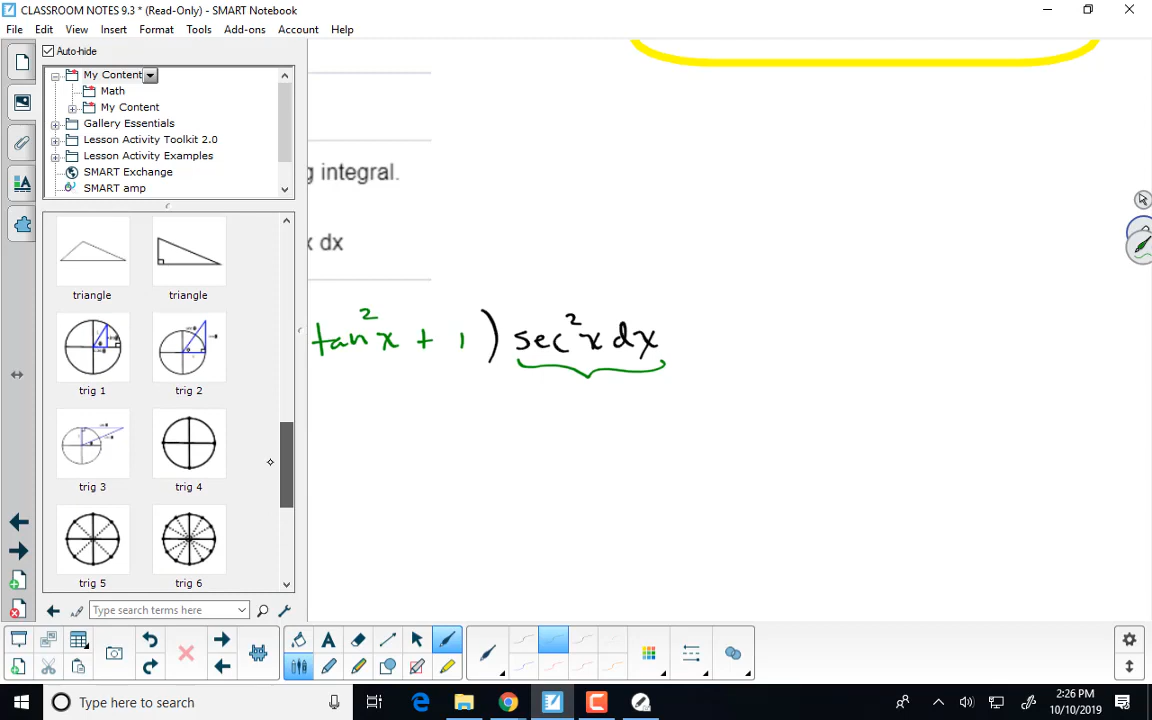 CLASSROOM NOTES 9.3 * (Read-Only) - SMART Notebook
File Edit View Insert Format Tools Add-ons Account Help
Auto-hide
My Content
Math
My Content
Gallery Essentials
Lesson Activity Toolkit 2.0
Lesson Activity Examples
SMART Exchange
SMART amp
g integral.
x dx
triangle triangle
tan²x + 1 ) sec²x dx
trig 1 trig 2
trig 3 trig 4
trig 5 trig 6
Type search terms here
Type here to search
2:26 PM
10/10/2019